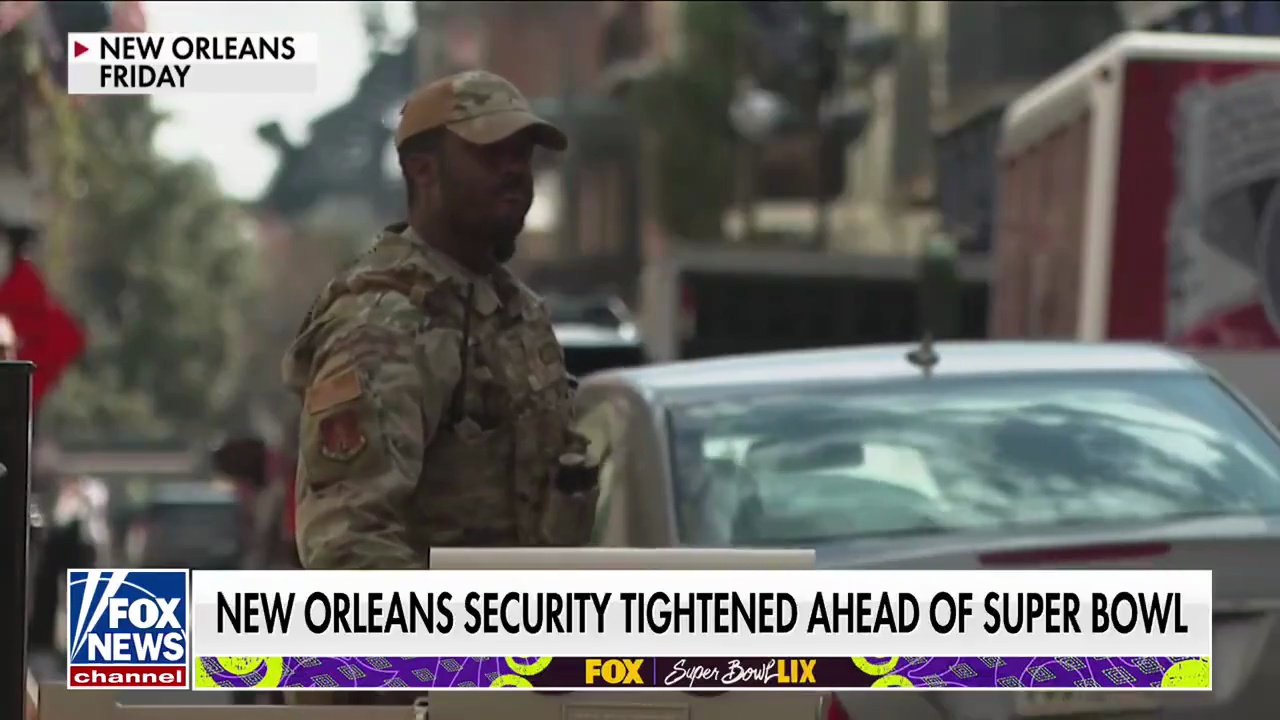 NEW ORLEANS
FRIDAY
FOX
NEWS
channel
NEW ORLEANS SECURITY TIGHTENED AHEAD OF SUPER BOWL
FOX Super Bowl LIX